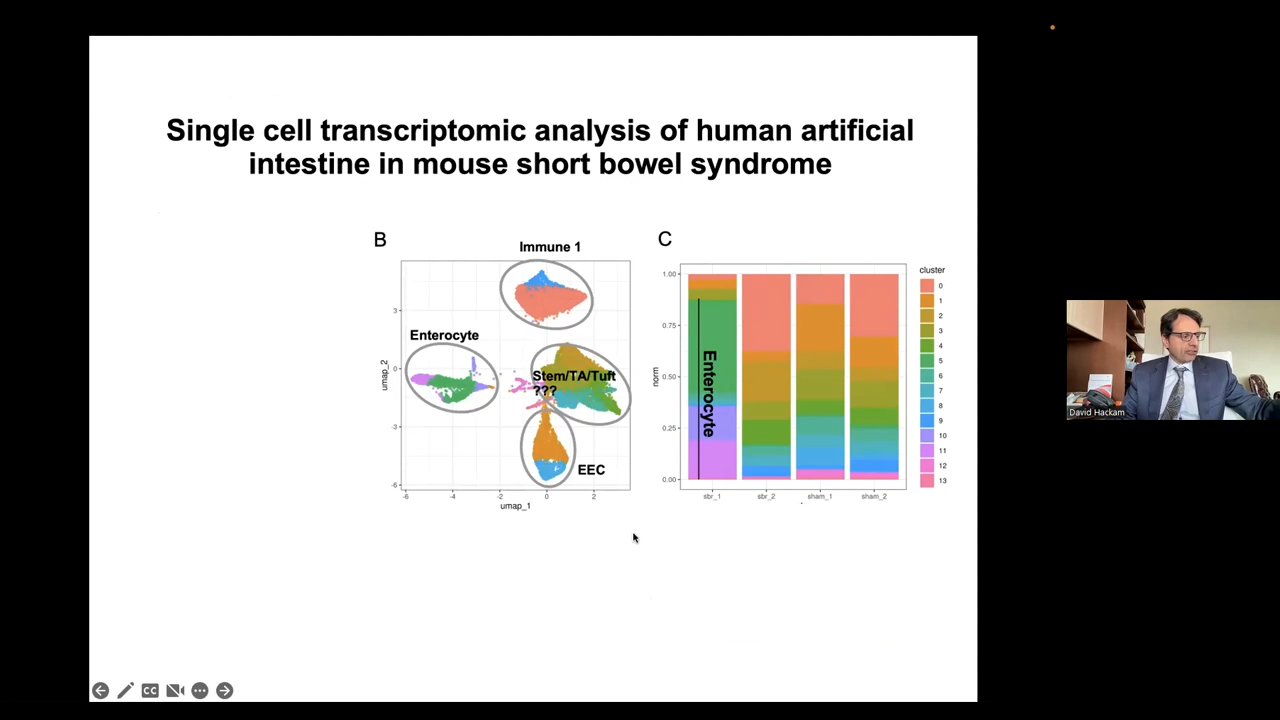 Single cell transcriptomic analysis of human artificial
intestine in mouse short bowel syndrome
B
Immune 1
Enterocyte
Stem/TA/Tuft
???
EEC
umap_2
3
0
-3
-6
-6
-4
-2
0
2
umap_1
C
norm
1.00
0.75
0.50
0.25
0.00
Enterocyte
sbr_1
sbr_2
sham_1
sham_2
cluster
0
1
2
3
4
5
6
7
8
9
10
11
12
13
David Hackam
CC